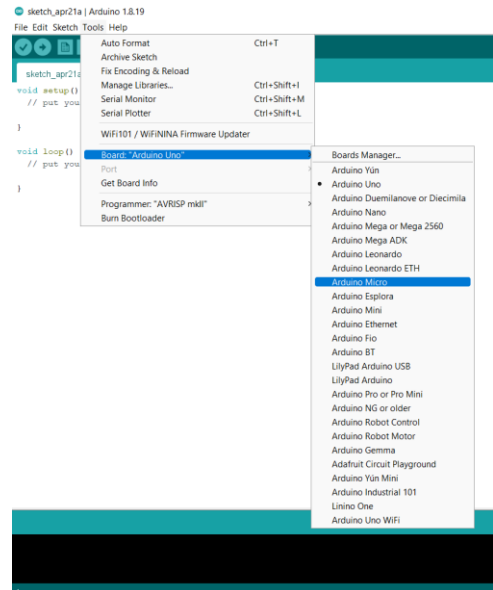 sketch_apr21a | Arduino 1.8.19
File Edit Sketch Tools Help
sketch_apr21a
void setup()
// put you
}
void loop()
// put you
}
Auto Format Ctrl+T
Archive Sketch
Fix Encoding & Reload
Manage Libraries... Ctrl+Shift+I
Serial Monitor Ctrl+Shift+M
Serial Plotter Ctrl+Shift+L
WiFi101 / WiFiNINA Firmware Updater
Board: "Arduino Uno"
Port
Get Board Info
Programmer: "AVRISP mkII"
Burn Bootloader
Boards Manager...
Arduino Yún
Arduino Uno
Arduino Duemilanove or Diecimila
Arduino Nano
Arduino Mega or Mega 2560
Arduino Mega ADK
Arduino Leonardo
Arduino Leonardo ETH
Arduino Micro
Arduino Esplora
Arduino Mini
Arduino Ethernet
Arduino Fio
Arduino BT
LilyPad Arduino USB
LilyPad Arduino
Arduino Pro or Pro Mini
Arduino NG or older
Arduino Robot Control
Arduino Robot Motor
Arduino Gemma
Adafruit Circuit Playground
Arduino Yún Mini
Arduino Industrial 101
Linino One
Arduino Uno WiFi